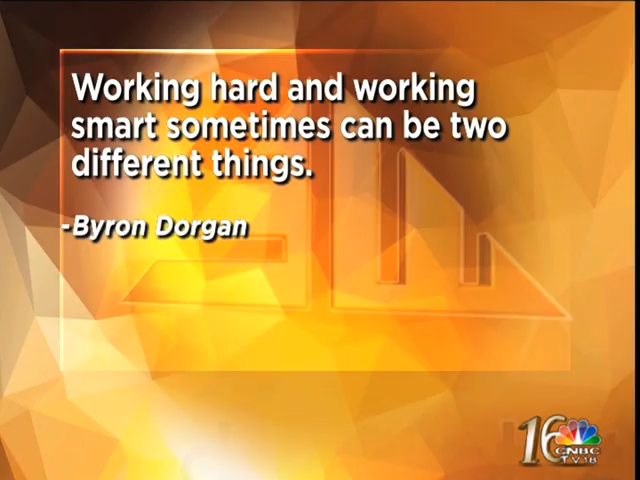 Working hard and working
smart sometimes can be two
different things.
-Byron Dorgan
16
CNBC
TV18